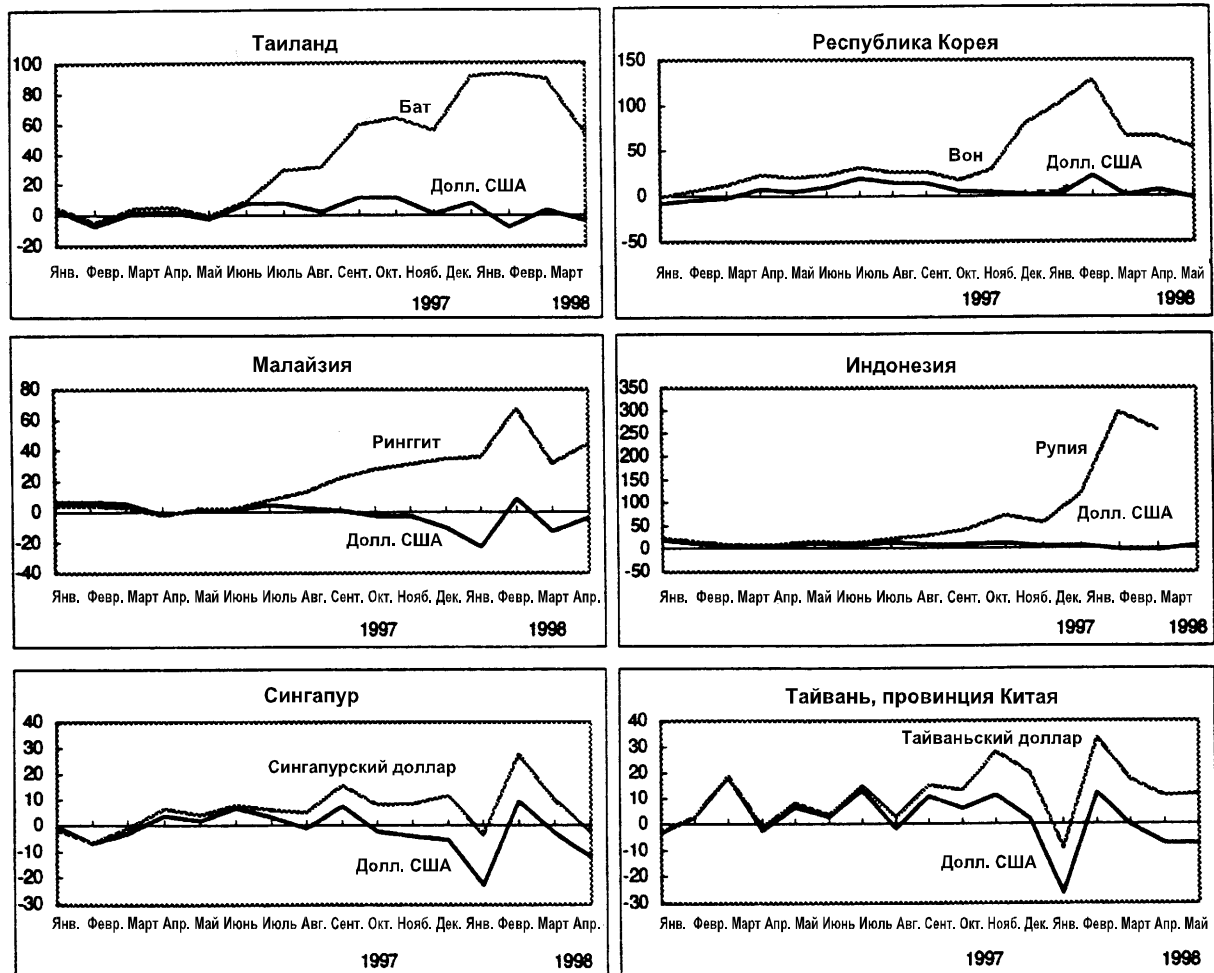 Таиланд
100
80
60
40
20
0
-20
Бат
Долл. США
Янв. Февр. Март Апр. Май Июнь Июль Авг. Сент. Окт. Нояб. Дек. Янв. Февр. Март
1997 1998
Республика Корея
150
100
50
0
-50
Вон
Долл. США
Янв. Февр. Март Апр. Май Июнь Июль Авг. Сент. Окт. Нояб. Дек. Янв. Февр. Март Апр. Май
1997 1998
Малайзия
80
60
40
20
0
-20
-40
Ринггит
Долл. США
Янв. Февр. Март Апр. Май Июнь Июль Авг. Сент. Окт. Нояб. Дек. Янв. Февр. Март Апр.
1997 1998
Индонезия
350
300
250
200
150
100
50
0
-50
Рупия
Долл. США
Янв. Февр. Март Апр. Май Июнь Июль Авг. Сент. Окт. Нояб. Дек. Янв. Февр. Март
1997 1998
Сингапур
40
30
20
10
0
-10
-20
-30
Сингапурский доллар
Долл. США
Янв. Февр. Март Апр. Май Июнь Июль Авг. Сент. Окт. Нояб. Дек. Янв. Февр. Март Апр.
1997 1998
Тайвань, провинция Китая
40
30
20
10
0
-10
-20
-30
Тайваньский доллар
Долл. США
Янв. Февр. Март Апр. Май Июнь Июль Авг. Сент. Окт. Нояб. Дек. Янв. Февр. Март Апр. Май
1997 1998